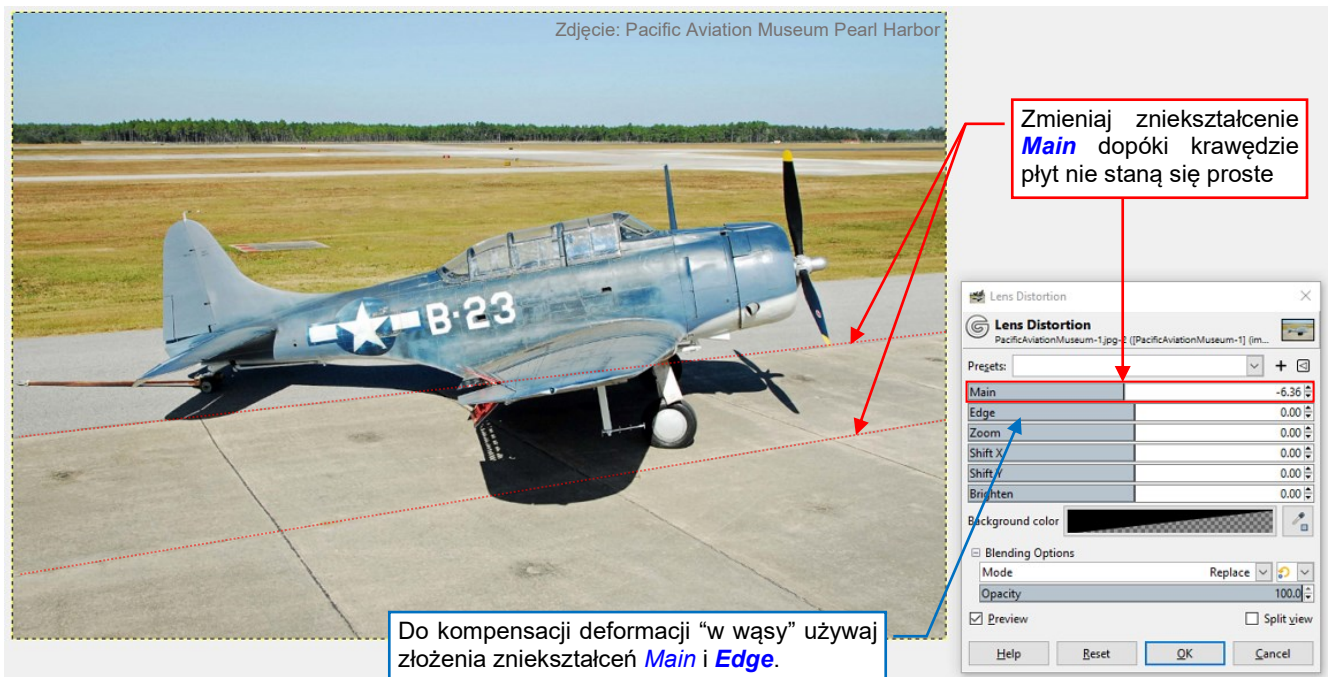 Zdjęcie: Pacific Aviation Museum Pearl Harbor
B-23
Zmieniaj zniekształcenie
Main dopóki krawędzie
płyt nie staną się proste
Lens Distortion
Lens Distortion
PacificAviationMuseum-1.jpg-2 ([PacificAviationMuseum-1] (im...
Presets:
Main -6.36
Edge 0.00
Zoom 0.00
Shift X 0.00
Shift Y 0.00
Brighten 0.00
Background color
Blending Options
Mode Replace
Opacity 100.0
Preview Split view
Help Reset OK Cancel
Do kompensacji deformacji “w wąsy” używaj
złożenia zniekształceń Main i Edge.